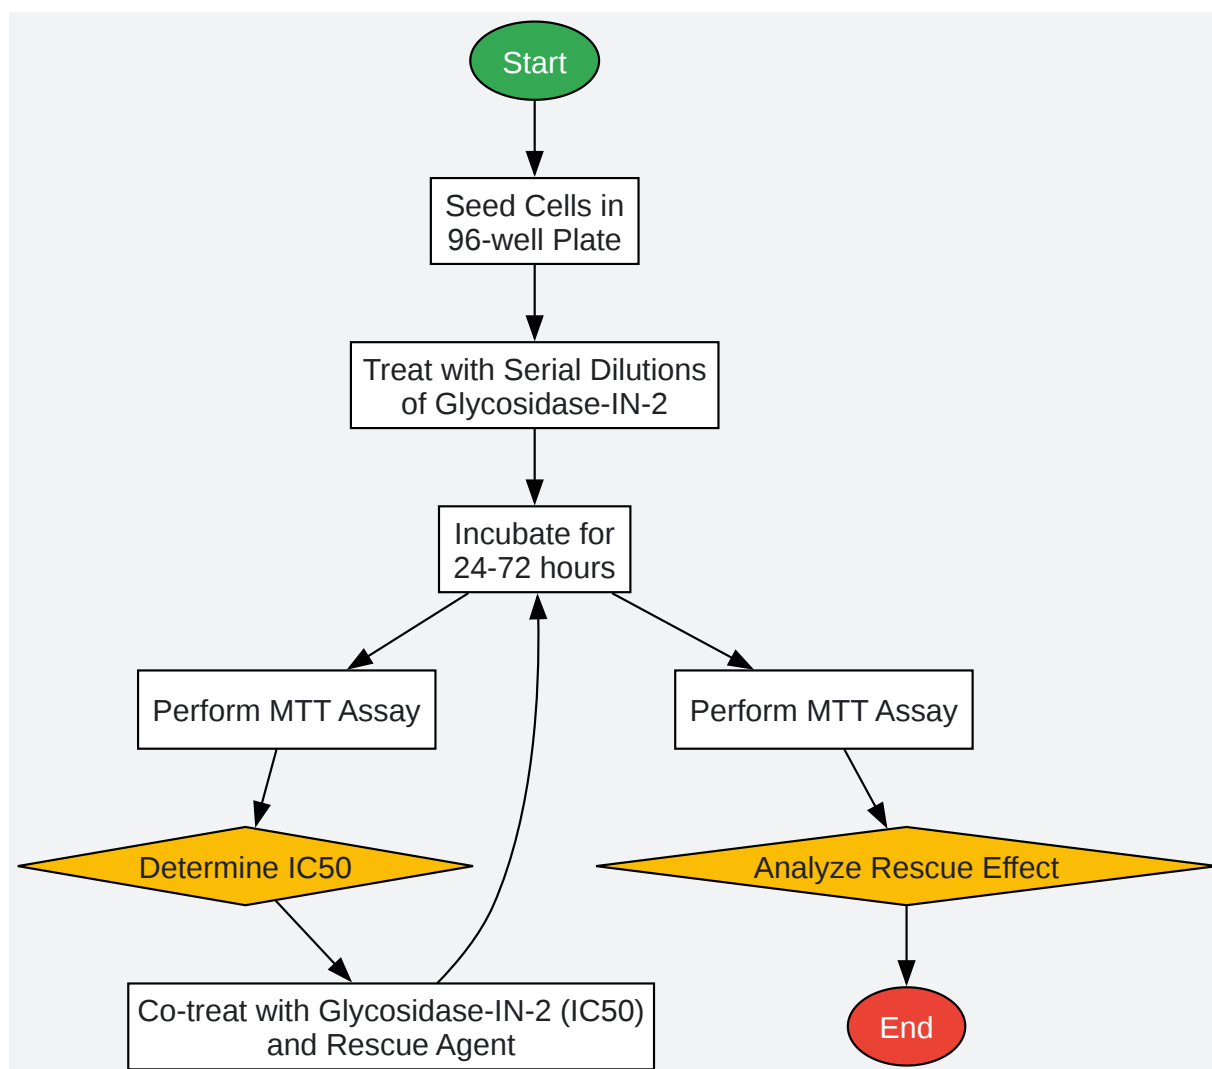 Start
Seed Cells in
96-well Plate
Treat with Serial Dilutions
of Glycosidase-IN-2
Incubate for
24-72 hours
Perform MTT Assay
Perform MTT Assay
Determine IC50
Analyze Rescue Effect
Co-treat with Glycosidase-IN-2 (IC50)
and Rescue Agent
End